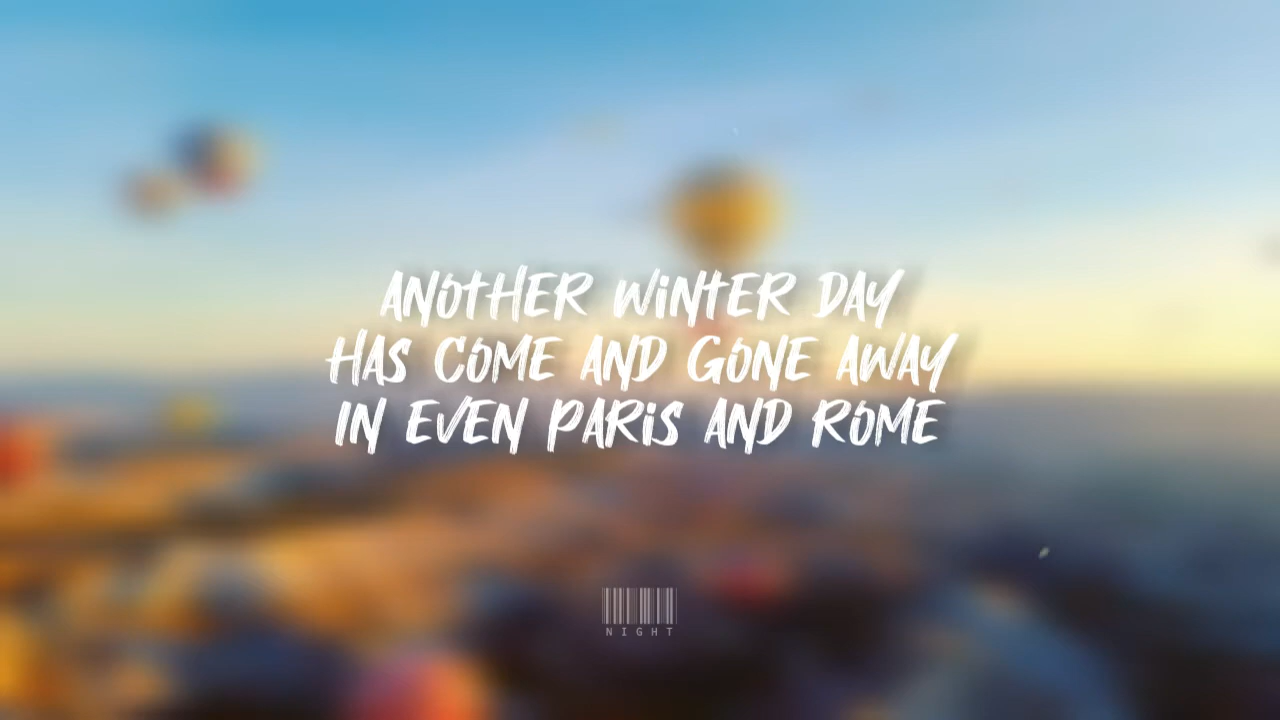 ANOTHER WINTER DAY
HAS COME AND GONE AWAY
IN EVEN PARIS AND ROME
NIGHT